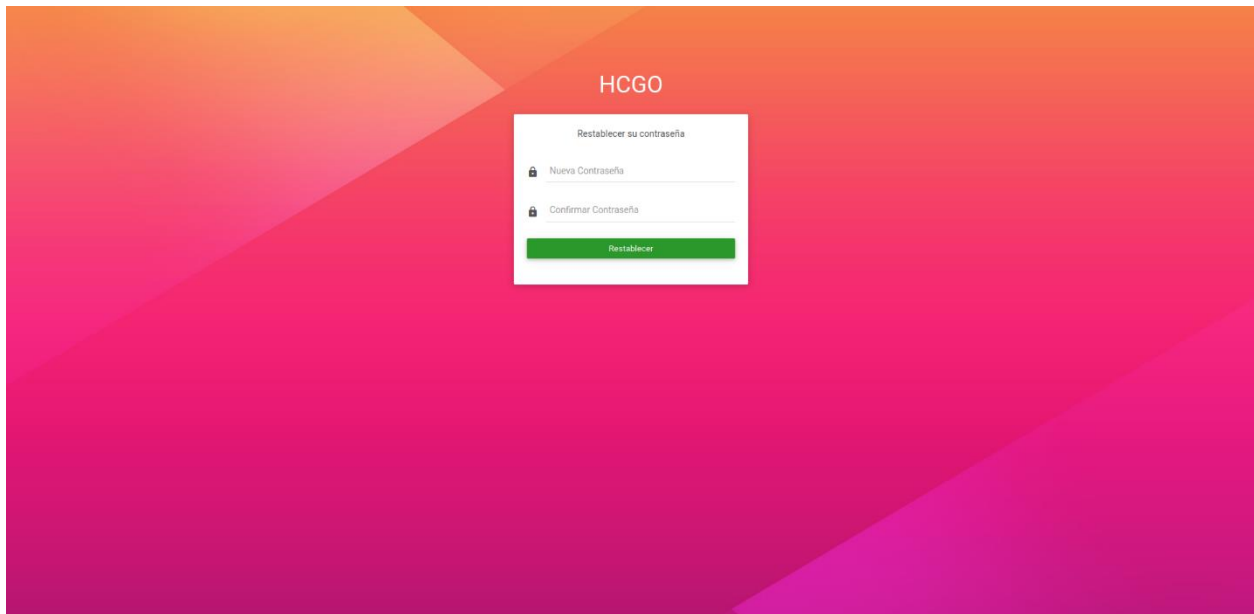 HCGO
Restablecer su contraseña
Nueva Contraseña
Confirmar Contraseña
Restablecer